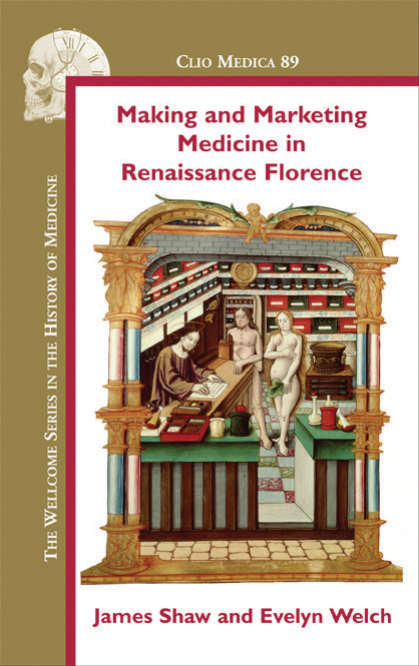 CLIO MEDICA 89
Making and Marketing
Medicine in
Renaissance Florence
THE WELLCOME SERIES IN THE HISTORY OF MEDICINE
James Shaw and Evelyn Welch